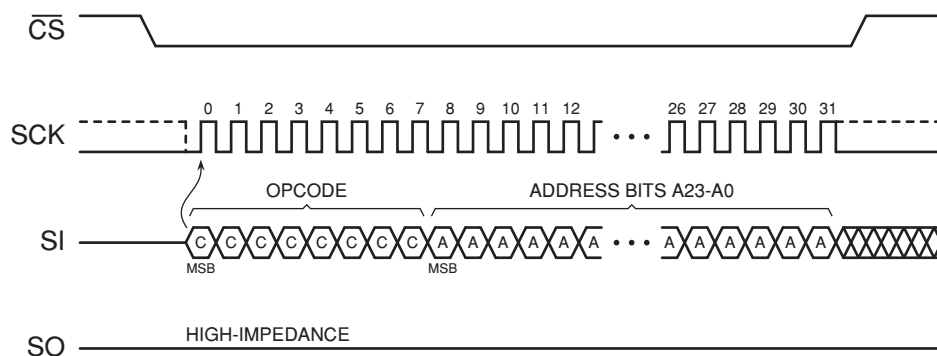 CS
0 1 2 3 4 5 6 7 8 9 10 11 12 26 27 28 29 30 31
SCK
OPCODE ADDRESS BITS A23-A0
SI C C C C C C C C A A A A A A A A A A A A
MSB MSB
HIGH-IMPEDANCE
SO